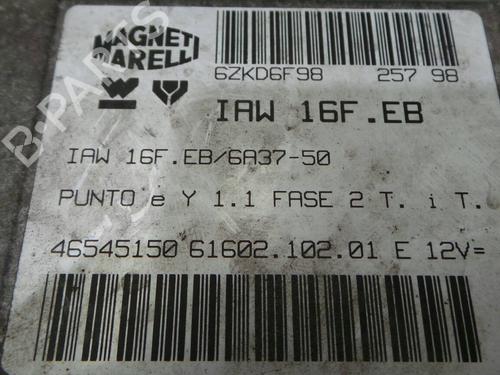 MAGNETI
MARELLI
6ZKD6F98 257 98
IAW 16F.EB
IAW 16F.EB/6A37-50
PUNTO e Y 1.1 FASE 2 T. i T.
46545150 61602.102.01 E 12V=
B-PARTS